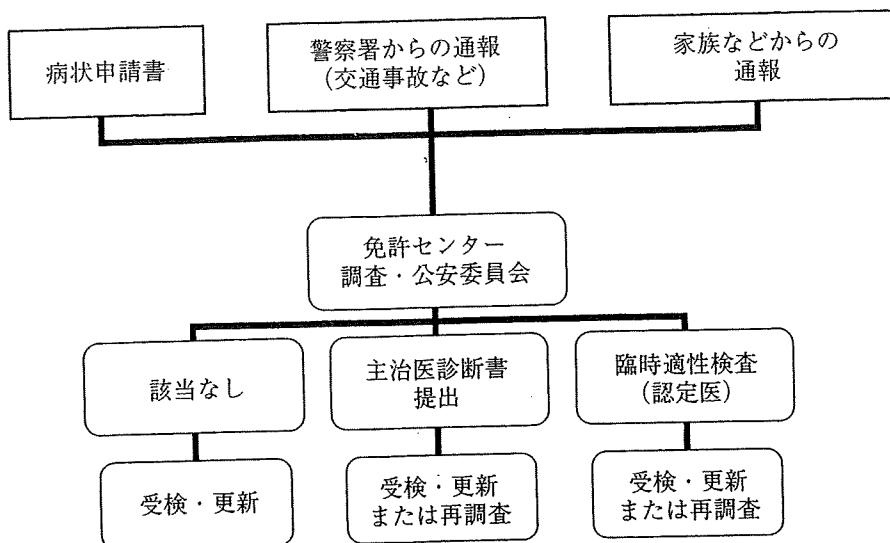 病状申請書
警察署からの通報
(交通事故など)
家族などからの
通報
免許センター
調査・公安委員会
該当なし
主治医診断書
提出
臨時適性検査
(認定医)
受検・更新
受検・更新
または再調査
受検・更新
または再調査